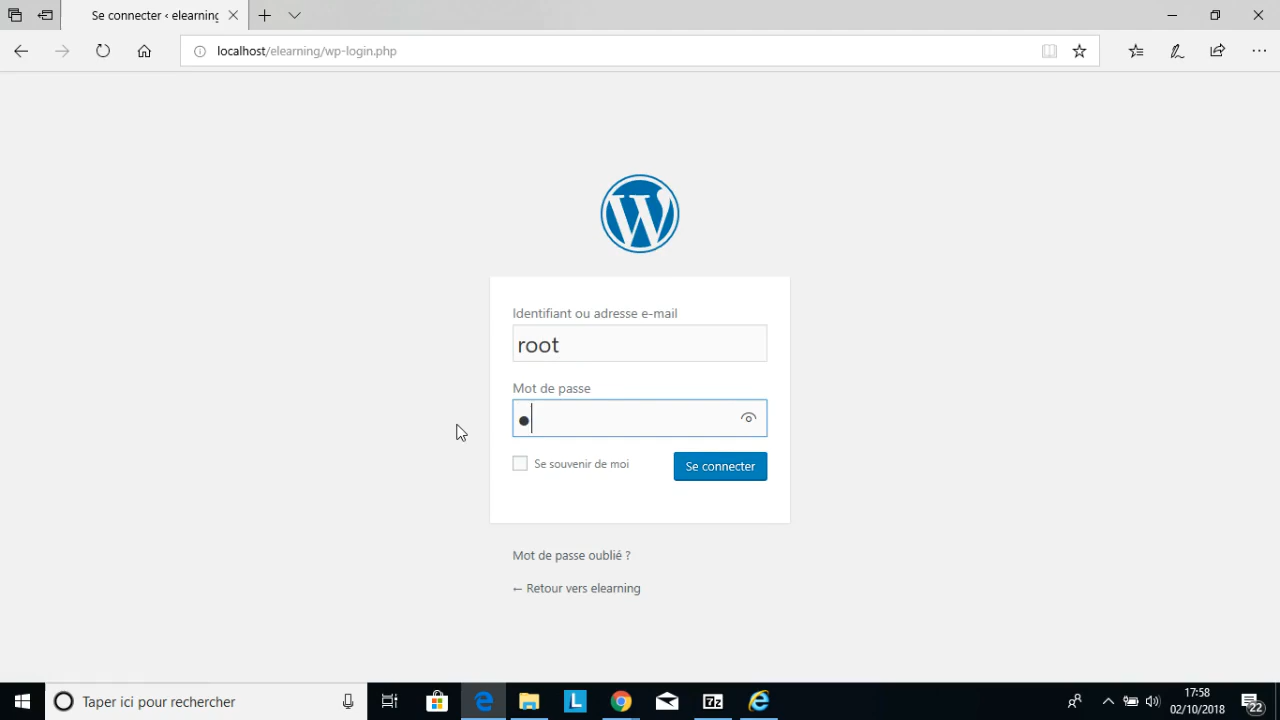 Se connecter ‹ elearning
localhost/elearning/wp-login.php
Identifiant ou adresse e-mail
root
Mot de passe
Se souvenir de moi
Se connecter
Mot de passe oublié ?
← Retour vers elearning
Taper ici pour rechercher
L
7z
17:58
02/10/2018
22